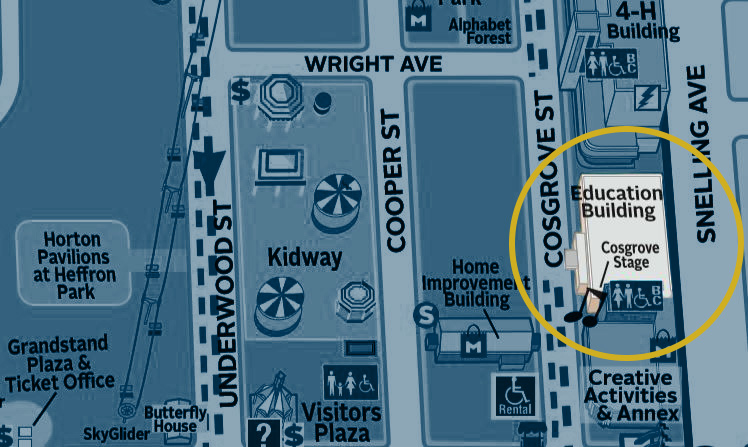 Park
Alphabet
Forest
M
4-H
Building
B
C
WRIGHT AVE
$
COOPER ST
COSGROVE ST
SNELLING AVE
UNDERWOOD ST
Education
Building
Cosgrove
Stage
B
C
Horton
Pavilions
at Heffron
Park
Kidway
Home
Improvement
Building
S
M
M
Grandstand
Plaza &
Ticket Office
r
$
SkyGlider
Butterfly
House
?
$
Visitors
Plaza
Rental
Creative
Activities
& Annex